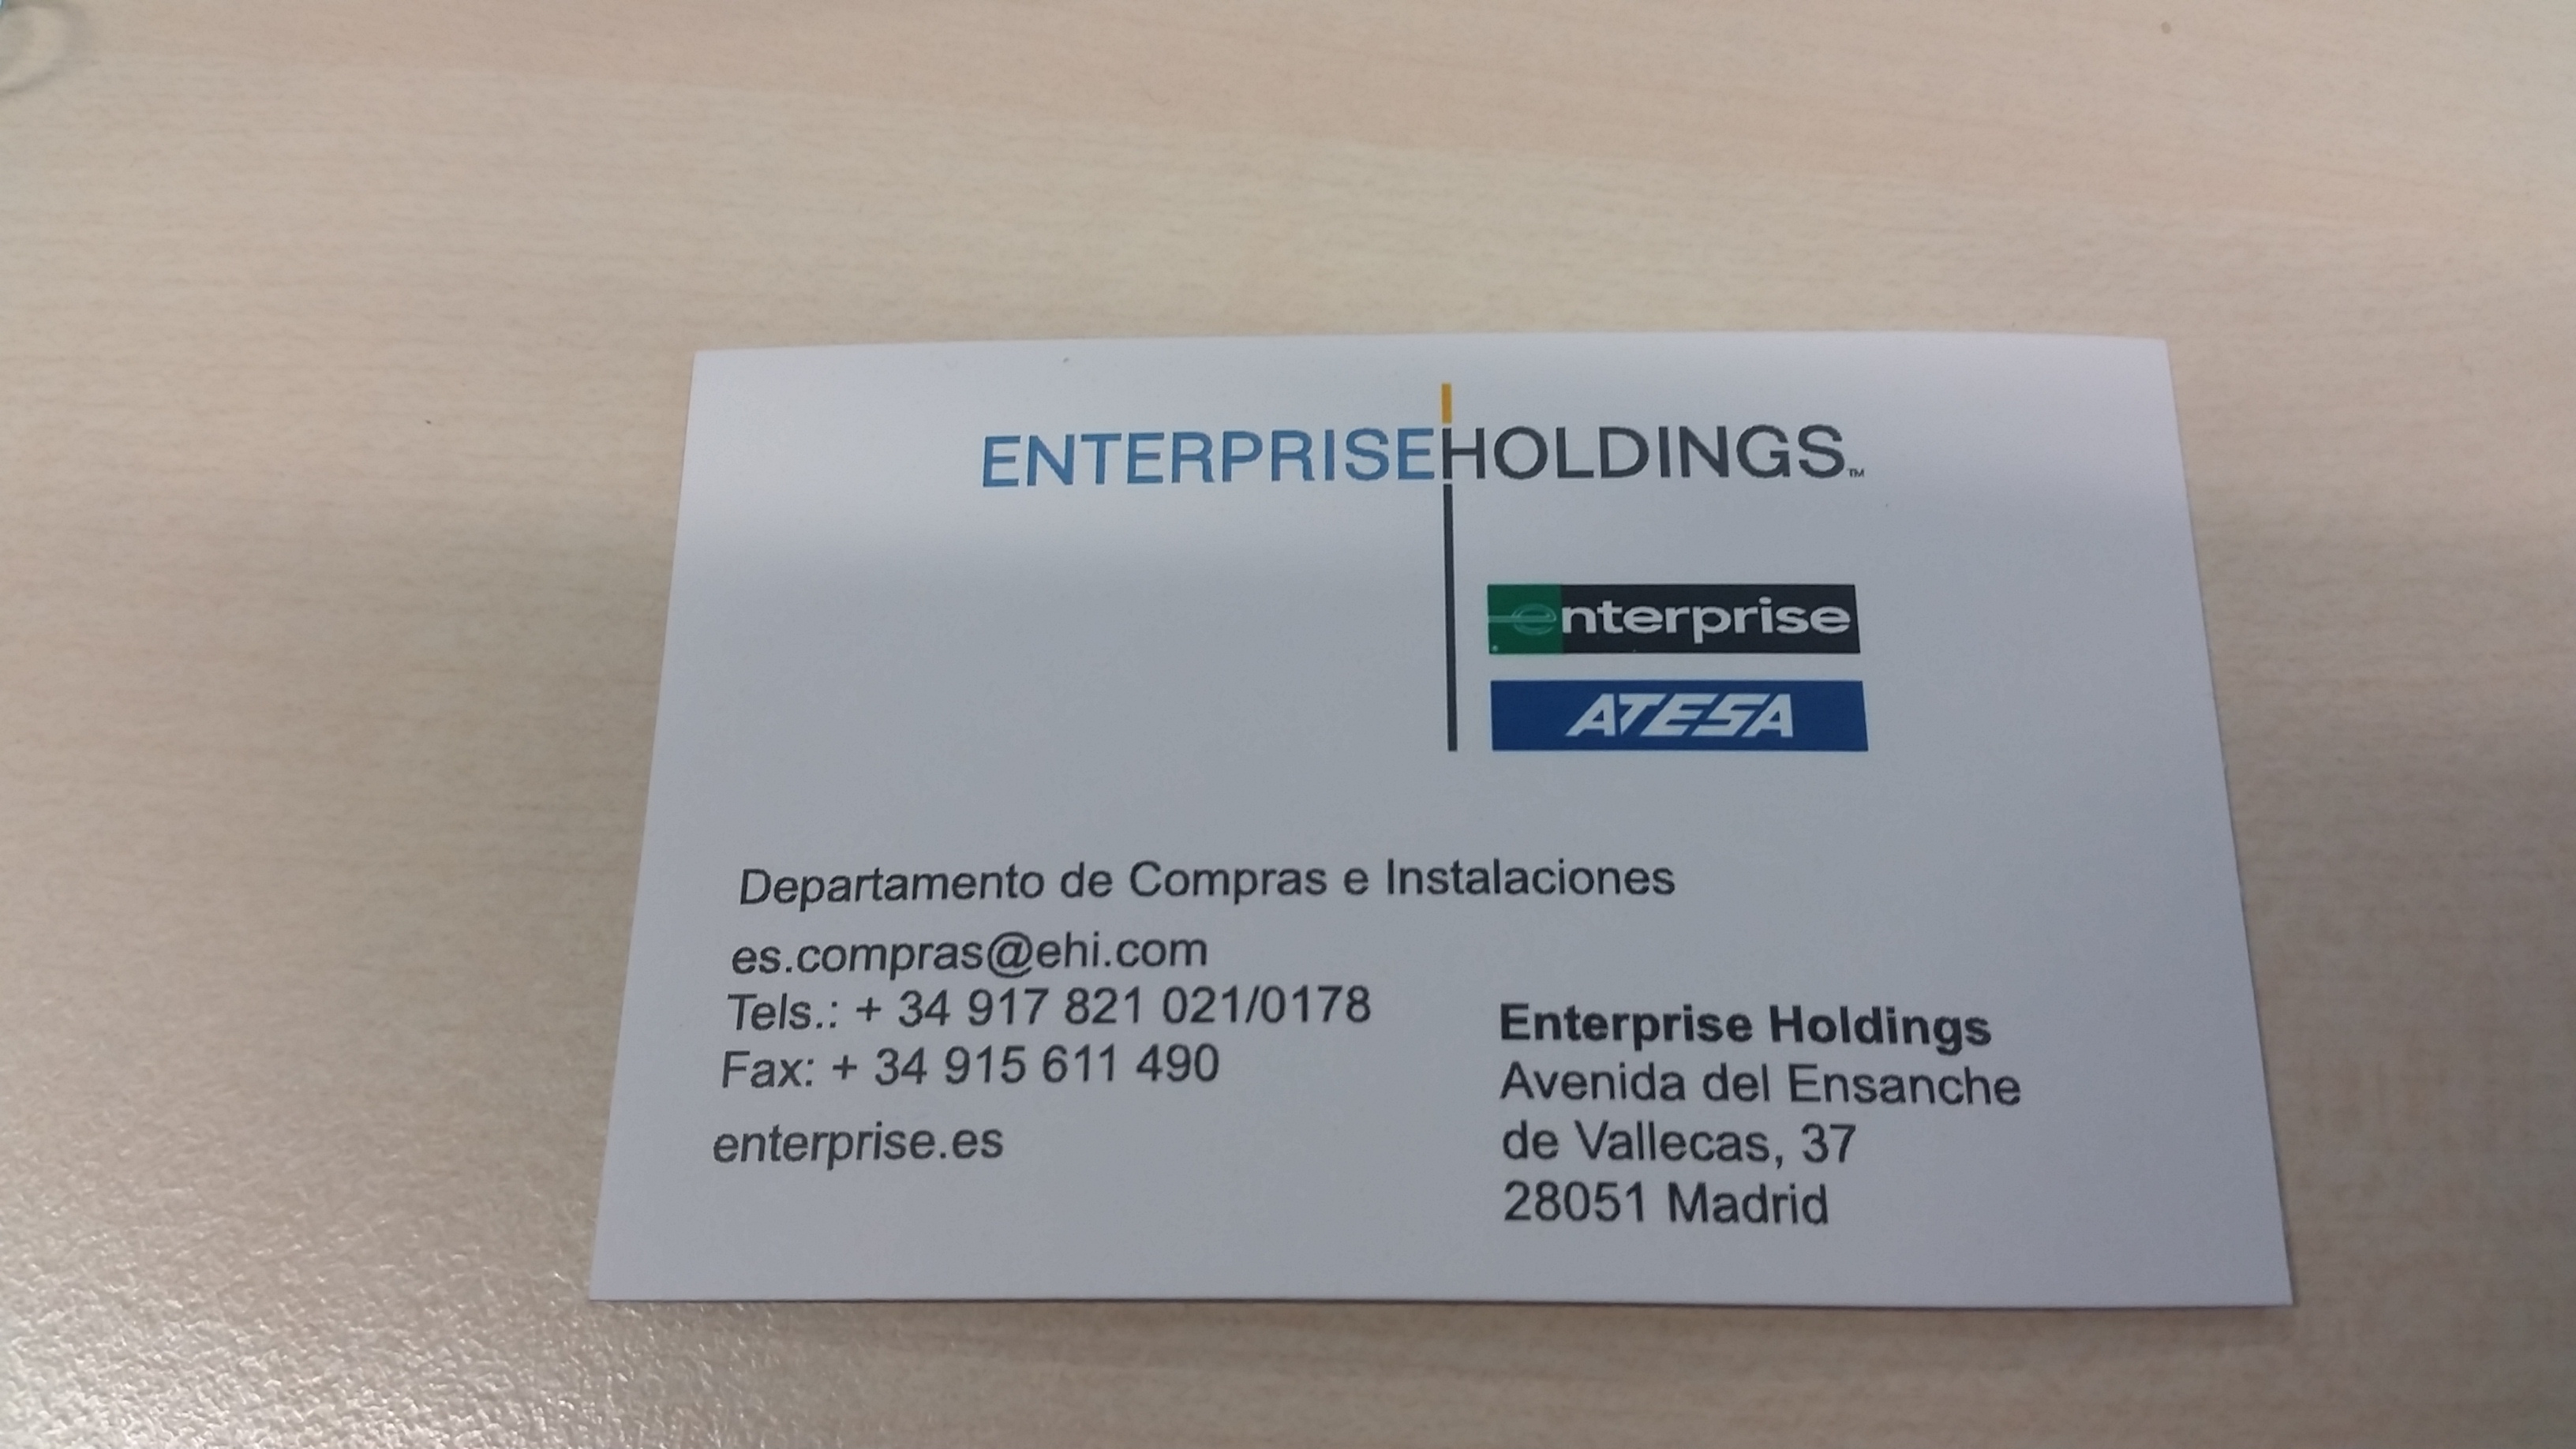 ENTERPRISEHOLDINGS™
enterprise
ATESA
Departamento de Compras e Instalaciones
es.compras@ehi.com
Tels.: + 34 917 821 021/0178
Fax: + 34 915 611 490
enterprise.es
Enterprise Holdings
Avenida del Ensanche
de Vallecas, 37
28051 Madrid